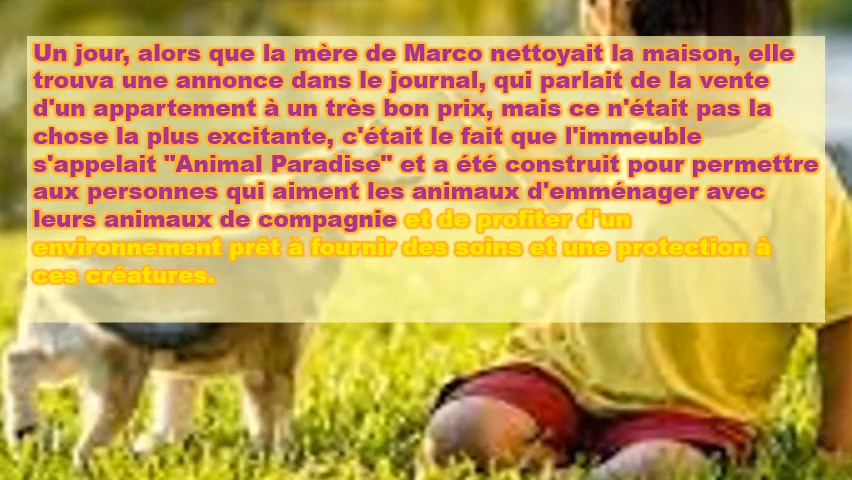 Un jour, alors que la mère de Marco nettoyait la maison, elle
trouva une annonce dans le journal, qui parlait de la vente
d'un appartement à un très bon prix, mais ce n'était pas la
chose la plus excitante, c'était le fait que l'immeuble
s'appelait "Animal Paradise" et a été construit pour permettre
aux personnes qui aiment les animaux d'emménager avec
leurs animaux de compagnie et de profiter d'un
environnement prêt à fournir des soins et une protection à
ces créatures.